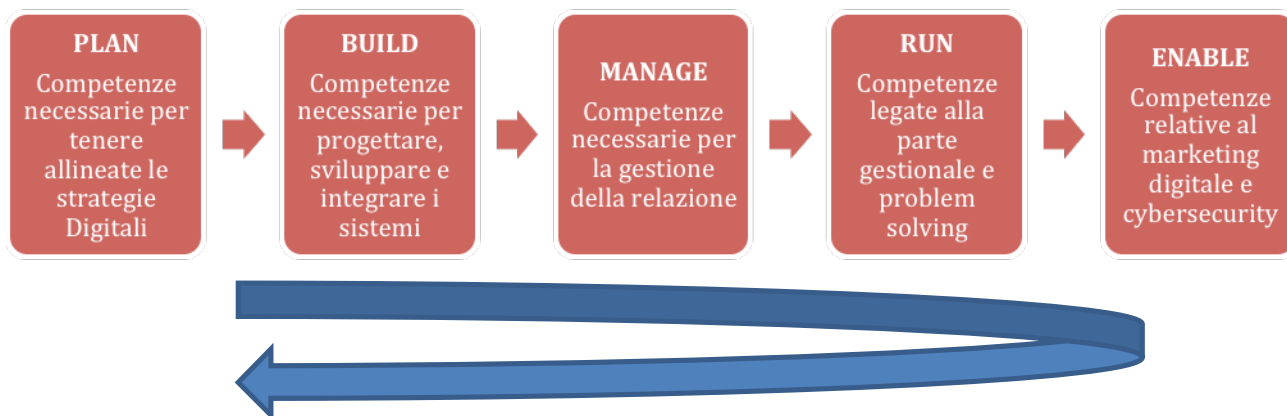 PLAN
Competenze
necessarie per
tenere
allineate le
strategie
Digitali
BUILD
Competenze
necessarie per
progettare,
sviluppare e
integrare i
sistemi
MANAGE
Competenze
necessarie per
la gestione
della relazione
RUN
Competenze
legate alla
parte
gestionale e
problem
solving
ENABLE
Competenze
relative al
marketing
digitale e
cybersecurity